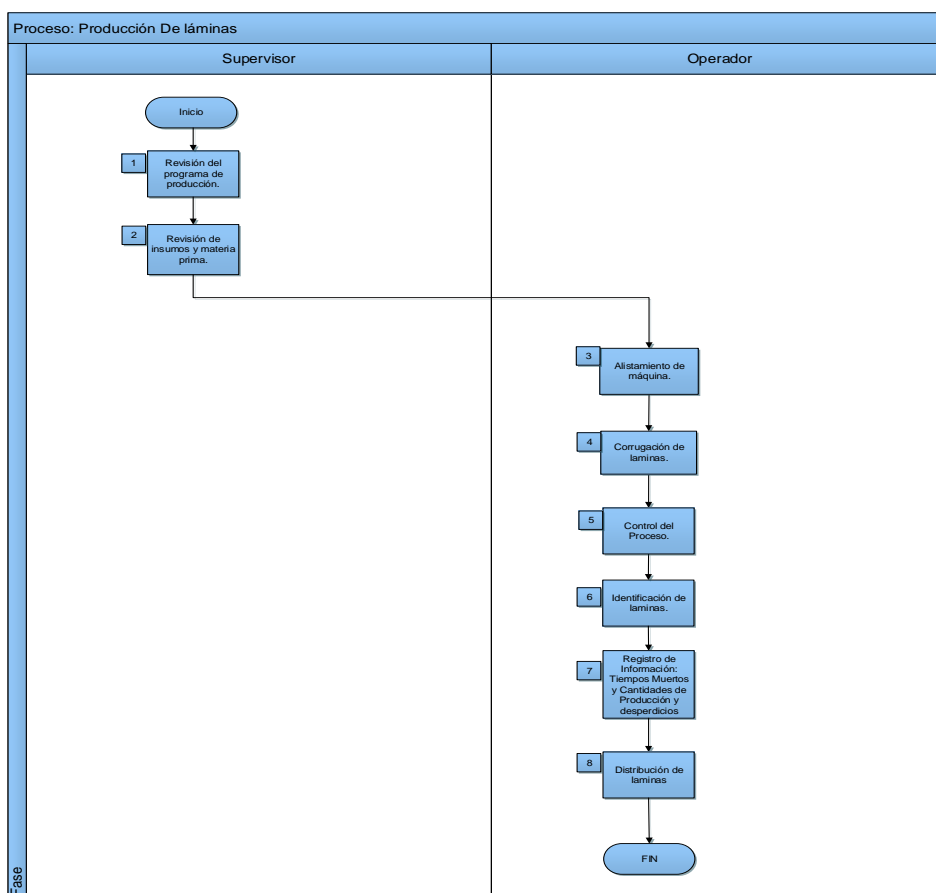 Proceso: Producción De láminas
Supervisor
Operador
Inicio
1
Revisión del
programa de
producción.
2
Revisión de
insumos y materia
prima.
3
Alistamiento de
máquina.
4
Corrugación de
laminas.
5
Control del
Proceso.
6
Identificación de
laminas.
7
Registro de
Información:
Tiempos Muertos
y Cantidades de
Producción y
desperdicios
8
Distribución de
laminas
FIN
Fase